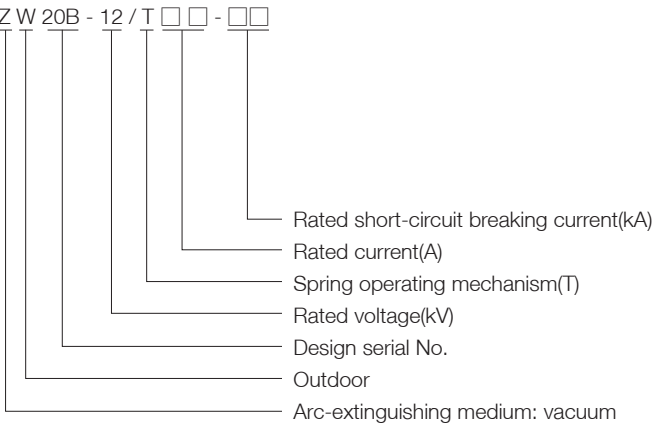 Z W 20B - 12 / T □ □ - □□
Rated short-circuit breaking current(kA)
Rated current(A)
Spring operating mechanism(T)
Rated voltage(kV)
Design serial No.
Outdoor
Arc-extinguishing medium: vacuum